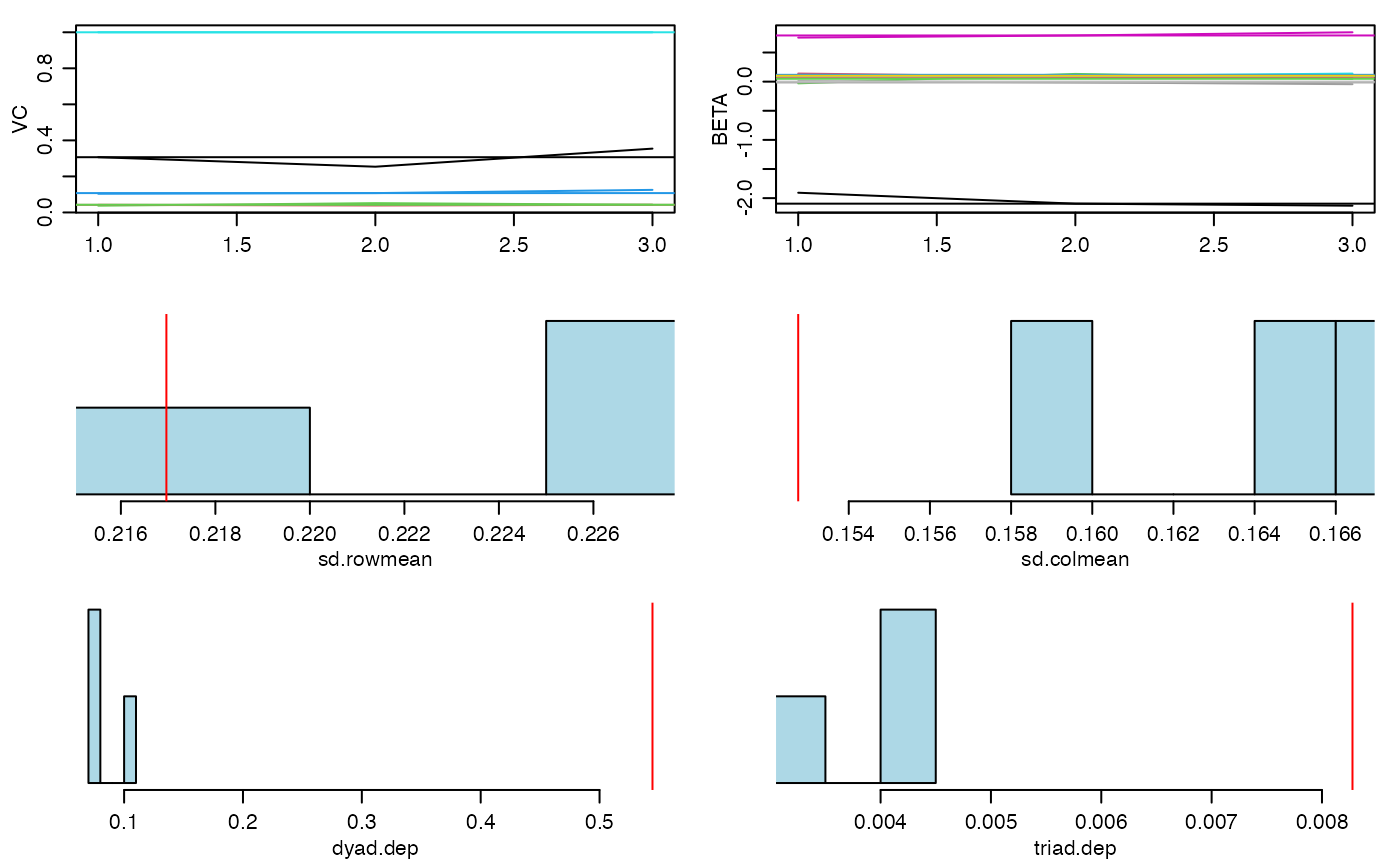 VC
0.0 0.4 0.8
1.0 1.5 2.0 2.5 3.0
BETA
-2.0 -1.0 0.0
1.0 1.5 2.0 2.5 3.0
0.216 0.218 0.220 0.222 0.224 0.226
sd.rowmean
0.154 0.156 0.158 0.160 0.162 0.164 0.166
sd.colmean
0.1 0.2 0.3 0.4 0.5
dyad.dep
0.004 0.005 0.006 0.007 0.008
triad.dep